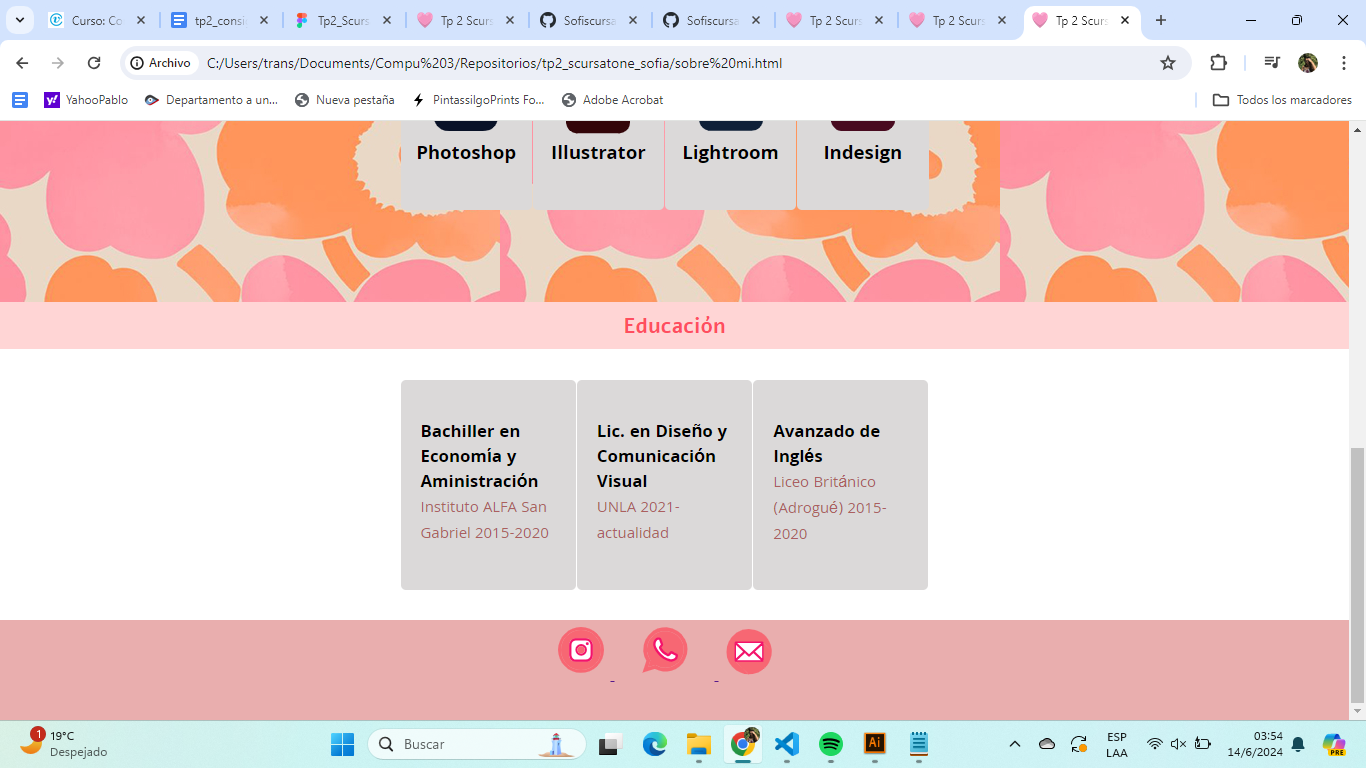 Curso: Co
tp2_consi
Tp2_Scurs
Tp 2 Scurs
Sofiscursa
Sofiscursa
Tp 2 Scurs
Tp 2 Scurs
Tp 2 Scurs
Archivo
C:/Users/trans/Documents/Compu%203/Repositorios/tp2_scursatone_sofia/sobre%20mi.html
YahooPablo
Departamento a un...
Nueva pestaña
PintassilgoPrints Fo...
Adobe Acrobat
Todos los marcadores
Photoshop
Illustrator
Lightroom
Indesign
Educación
Bachiller en
Economía y
Aministración
Instituto ALFA San
Gabriel 2015-2020
Lic. en Diseño y
Comunicación
Visual
UNLA 2021-
actualidad
Avanzado de
Inglés
Liceo Británico
(Adrogué) 2015-
2020
1
19°C
Despejado
Buscar
Ai
ESP
LAA
03:54
14/6/2024
PRE